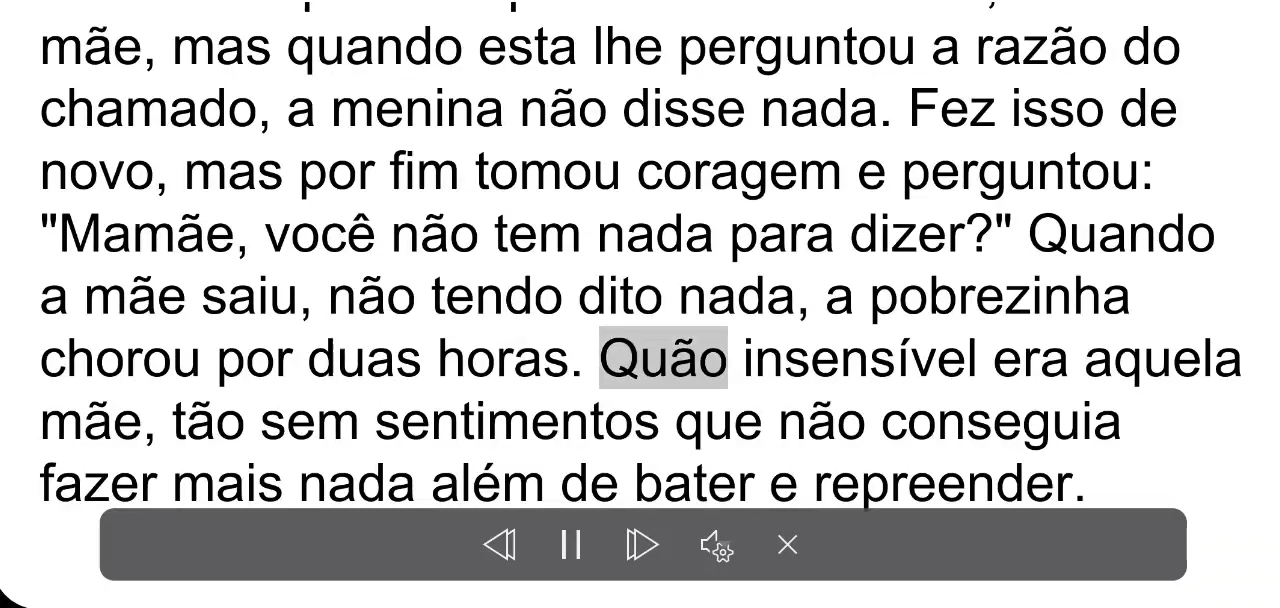 mãe, mas quando esta lhe perguntou a razão do
chamado, a menina não disse nada. Fez isso de
novo, mas por fim tomou coragem e perguntou:
"Mamãe, você não tem nada para dizer?" Quando
a mãe saiu, não tendo dito nada, a pobrezinha
chorou por duas horas. Quão insensível era aquela
mãe, tão sem sentimentos que não conseguia
fazer mais nada além de bater e repreender.